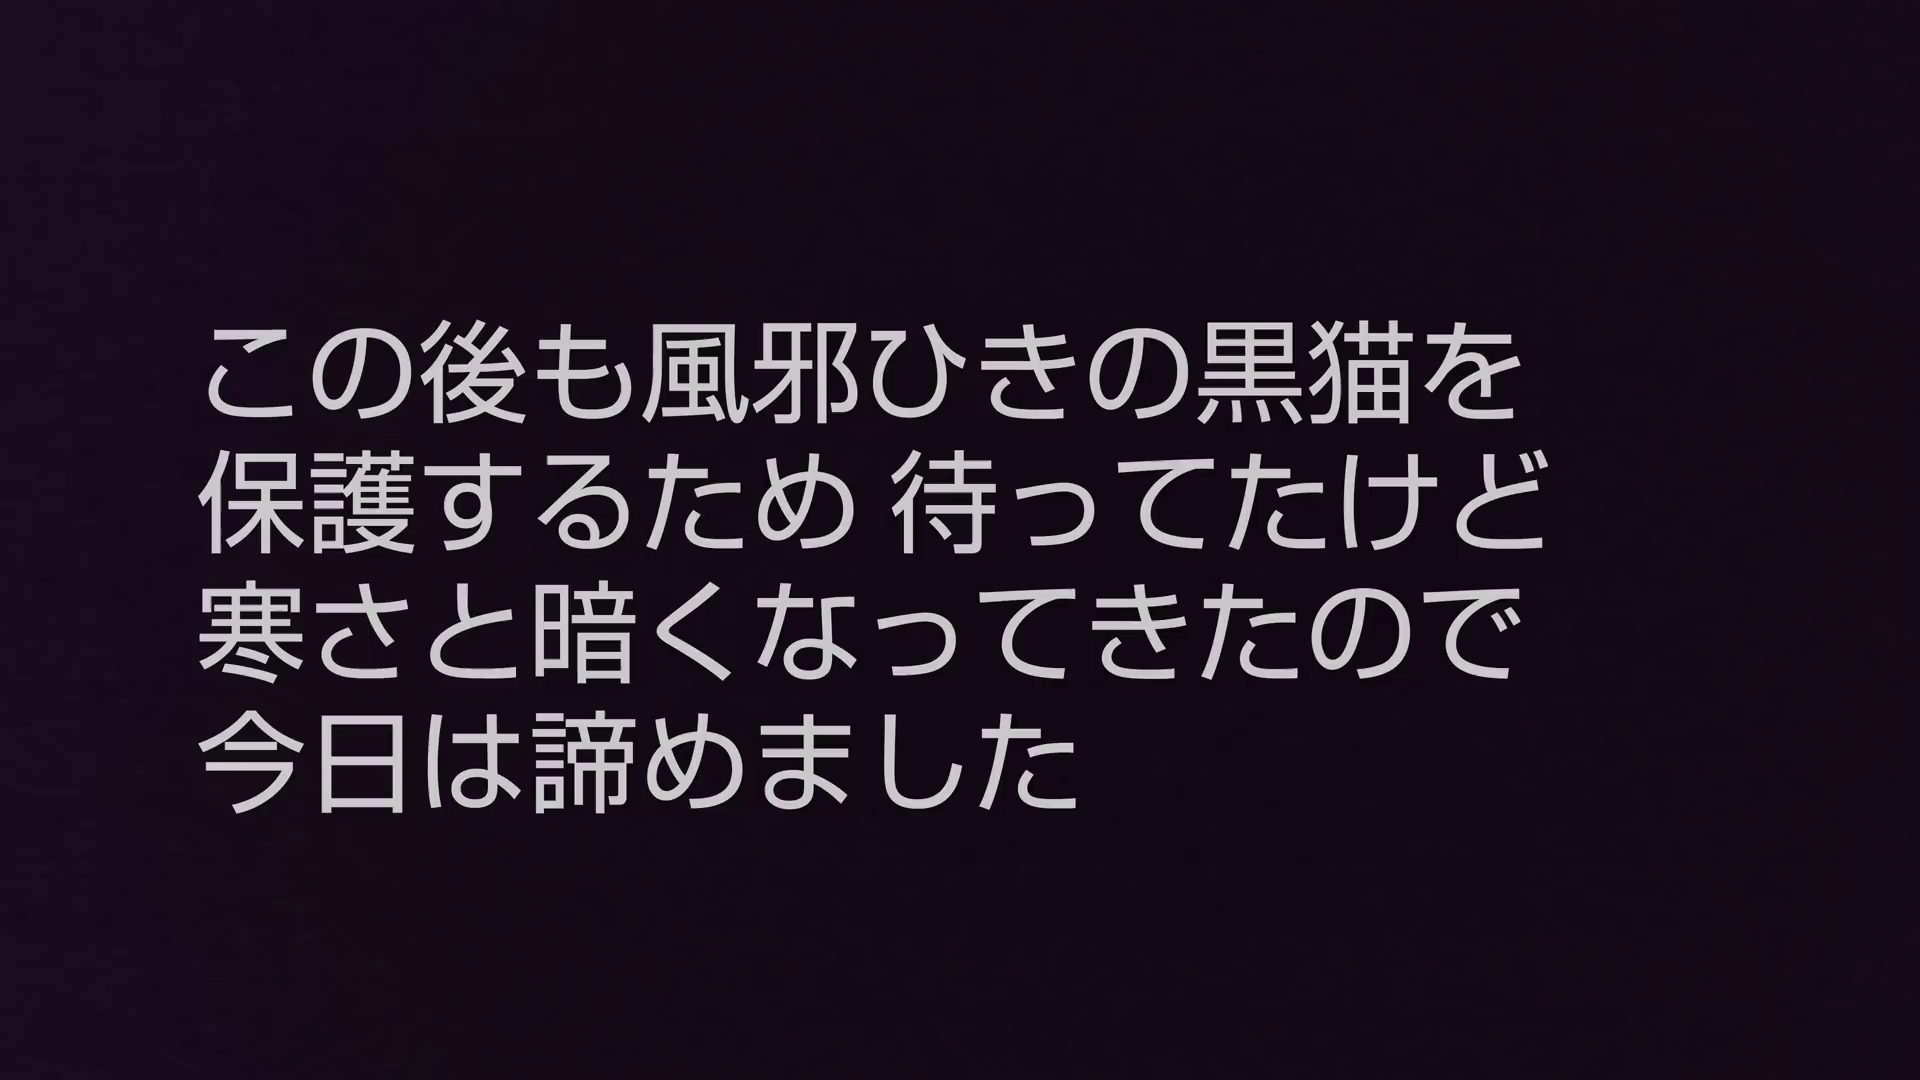 この後も風邪ひきの黒猫を
保護するため 待ってたけど
寒さと暗くなってきたので
今日は諦めました